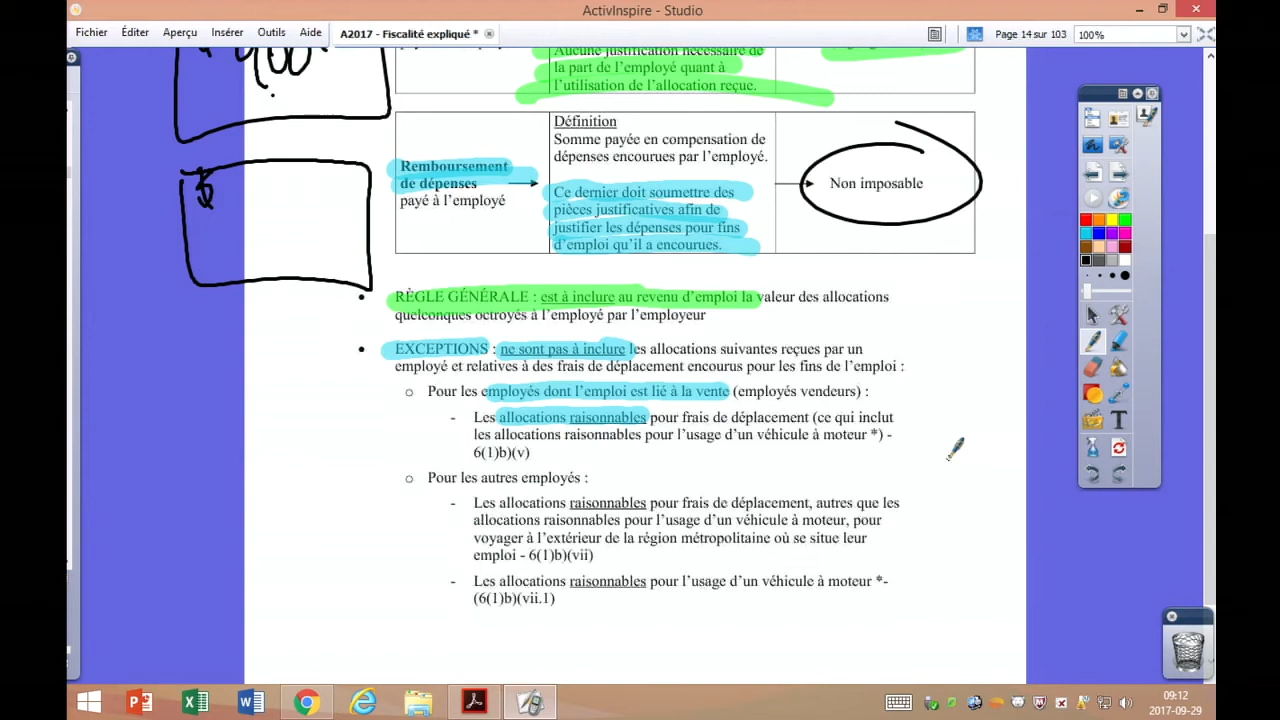 ActivInspire - Studio
Fichier Éditer Aperçu Insérer Outils Aide A2017 - Fiscalité expliqué * Page 14 sur 103 100%
Aucune justification nécessaire de
la part de l'employé quant à
l'utilisation de l'allocation reçue.
Définition
Somme payée en compensation de
dépenses encourues par l'employé.
Remboursement
de dépenses
payé à l'employé
Ce dernier doit soumettre des
pièces justificatives afin de
justifier les dépenses pour fins
d'emploi qu'il a encourues.
Non imposable
$
• RÈGLE GÉNÉRALE : est à inclure au revenu d'emploi la valeur des allocations
quelconques octroyés à l'employé par l'employeur
• EXCEPTIONS : ne sont pas à inclure les allocations suivantes reçues par un
employé et relatives à des frais de déplacement encourus pour les fins de l'emploi :
o Pour les employés dont l'emploi est lié à la vente (employés vendeurs) :
- Les allocations raisonnables pour frais de déplacement (ce qui inclut
les allocations raisonnables pour l'usage d'un véhicule à moteur *) -
6(1)b)(v)
o Pour les autres employés :
- Les allocations raisonnables pour frais de déplacement, autres que les
allocations raisonnables pour l'usage d'un véhicule à moteur, pour
voyager à l'extérieur de la région métropolitaine où se situe leur
emploi - 6(1)b)(vii)
- Les allocations raisonnables pour l'usage d'un véhicule à moteur *-
(6(1)b)(vii.1)
09:12
2017-09-29